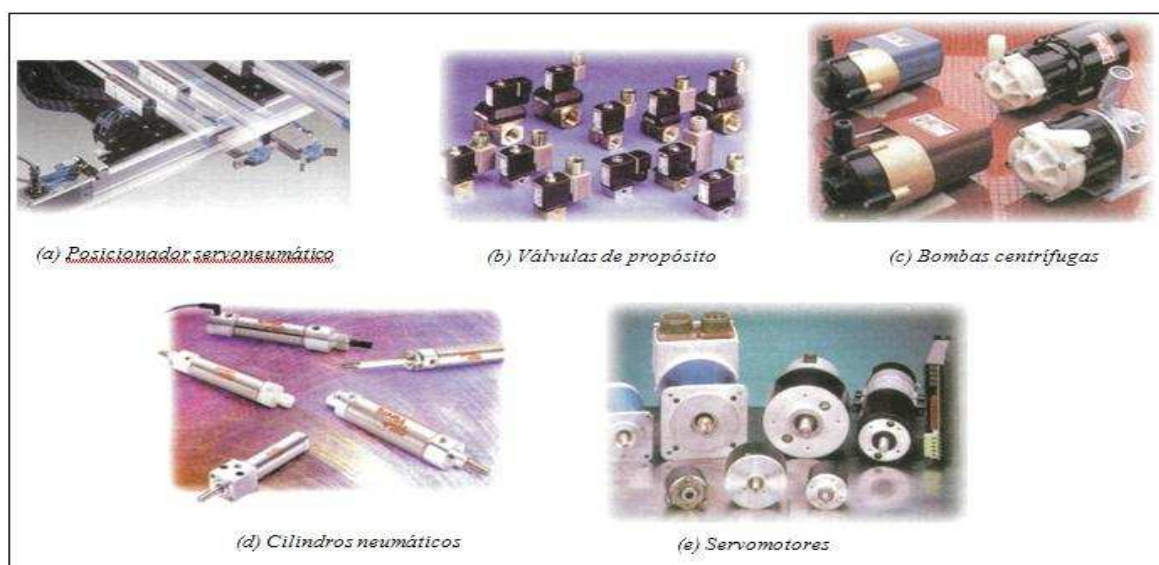 (a) Posicionador servoneumático
(b) Válvulas de propósito
(c) Bombas centrífugas
(d) Cilindros neumáticos
(e) Servomotores